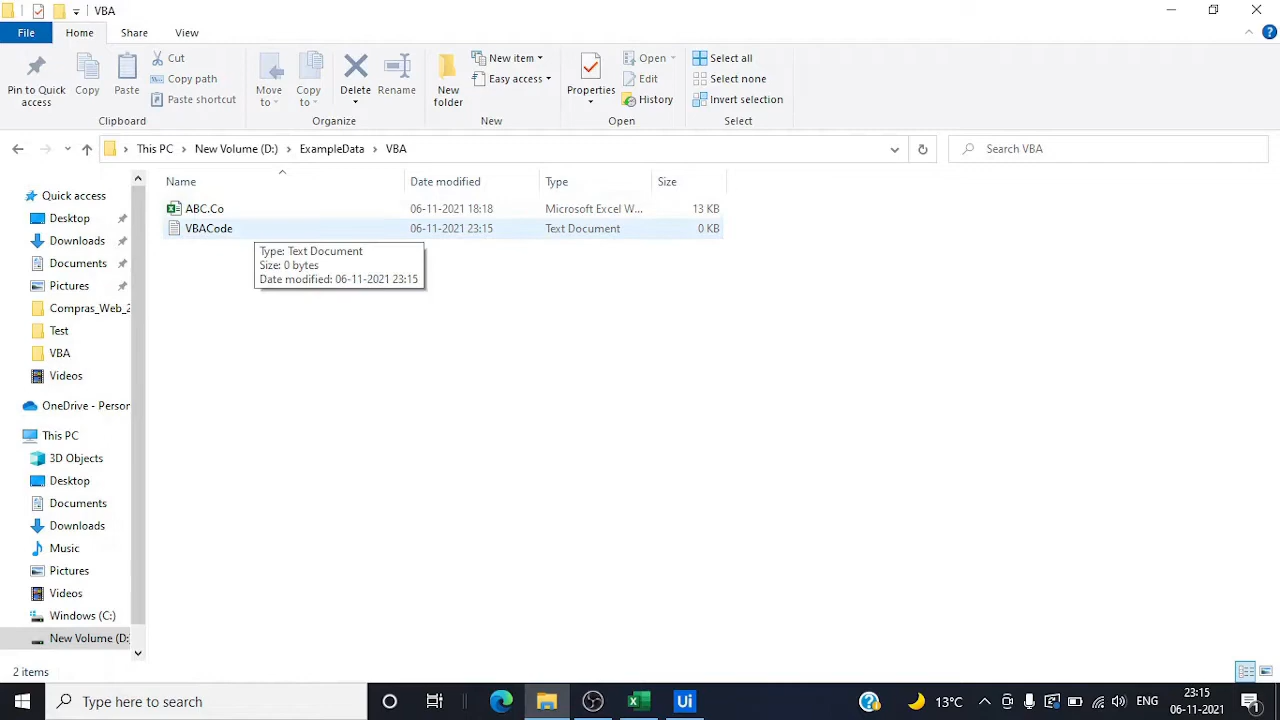 VBA
File Home Share View
Pin to Quick access
Copy
Paste
Cut
Copy path
Paste shortcut
Clipboard
Move to
Copy to
Delete
Rename
Organize
New folder
New item
Easy access
New
Properties
Open
Edit
History
Open
Select all
Select none
Invert selection
Select
This PC > New Volume (D:) > ExampleData > VBA
Search VBA
Name Date modified Type Size
ABC.Co 06-11-2021 18:18 Microsoft Excel W... 13 KB
VBACode 06-11-2021 23:15 Text Document 0 KB
Type: Text Document
Size: 0 bytes
Date modified: 06-11-2021 23:15
Quick access
Desktop
Downloads
Documents
Pictures
Compras_Web_2
Test
VBA
Videos
OneDrive - Person
This PC
3D Objects
Desktop
Documents
Downloads
Music
Pictures
Videos
Windows (C:)
New Volume (D:
2 items
Type here to search
Ui
13°C
ENG
23:15
06-11-2021
1